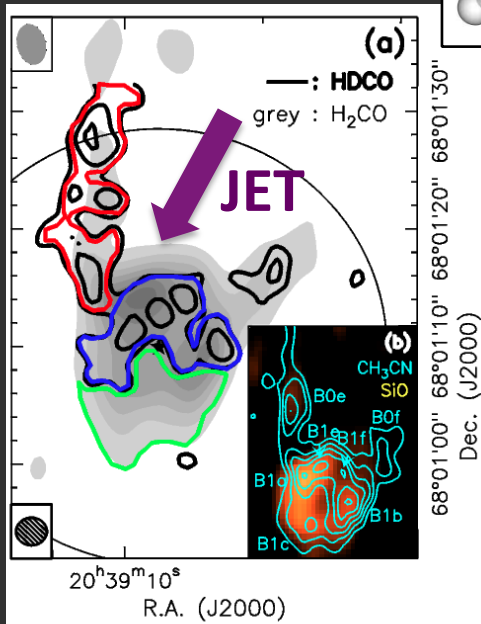 (a)
— : HDCO
grey : H₂CO
JET
68°01'30"
68°01'20"
68°01'10"
68°01'00"
Dec. (J2000)
(b)
CH₃CN
SiO
B0e
B0f
B1e
B1f
B1a
B1b
B1c
20ʰ39ᵐ10ˢ
R.A. (J2000)